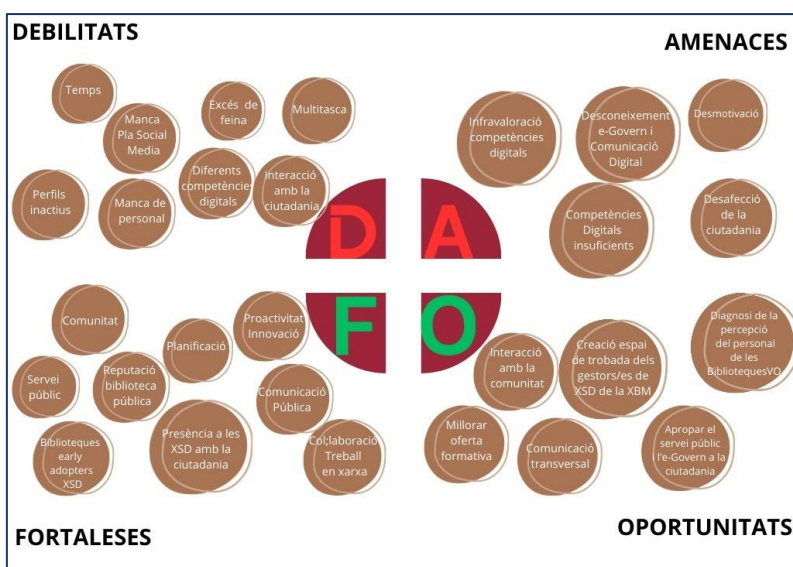 DEBILITATS
Temps
Manca
Pla Social
Media
Excés de
feina
Multitasca
Perfils
inactius
Manca de
personal
Diferents
competències
digitals
Interacció
amb la
ciutadania
AMENACES
Infravaloració
competències
digitals
Desconeixement
e-Govern i
Comunicació
Digital
Desmotivació
Competències
Digitals
insuficients
Desafecció
de la
ciutadania
D
A
F
O
Comunitat
Planificació
Proactivitat
Innovació
Servei
públic
Reputació
biblioteca
pública
Comunicació
Pública
Biblioteques
early
adopters
XSD
Presència a les
XSD amb la
ciutadania
Col;laboració
Treball
en xarxa
FORTALESES
Interacció
amb la
comunitat
Creació espai
de trobada dels
gestors/es de
XSD de la XBM
Diagnosi de la
percepció
del personal
de les
BibliotequesVO
Millorar
oferta
formativa
Comunicació
transversal
Apropar el
servei públic
i l'e-Govern a la
ciutadania
OPORTUNITATS